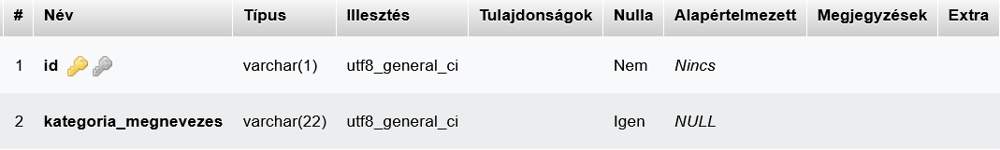 # Név Típus Illesztés Tulajdonságok Nulla Alapértelmezett Megjegyzések Extra
1 id varchar(1) utf8_general_ci Nem Nincs
2 kategoria_megnevezes varchar(22) utf8_general_ci Igen NULL